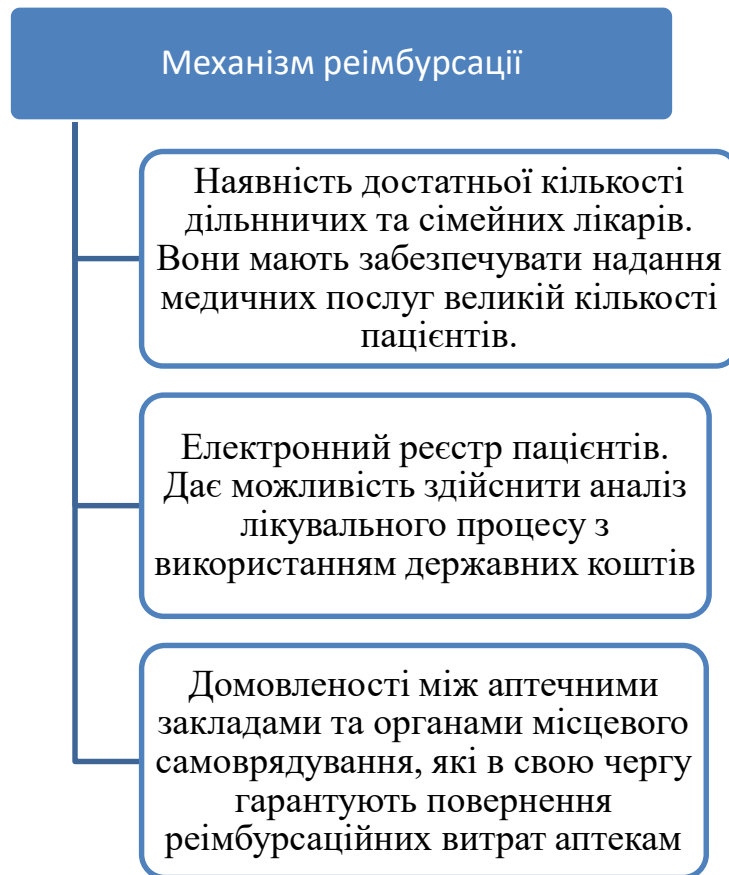 Механізм реімбурсації
Наявність достатньої кількості
дільнничих та сімейних лікарів.
Вони мають забезпечувати надання
медичних послуг великій кількості
пацієнтів.
Електронний реєстр пацієнтів.
Дає можливість здійснити аналіз
лікувального процесу з
використанням державних коштів
Домовленості між аптечними
закладами та органами місцевого
самоврядування, які в свою чергу
гарантують повернення
реімбурсаційних витрат аптекам